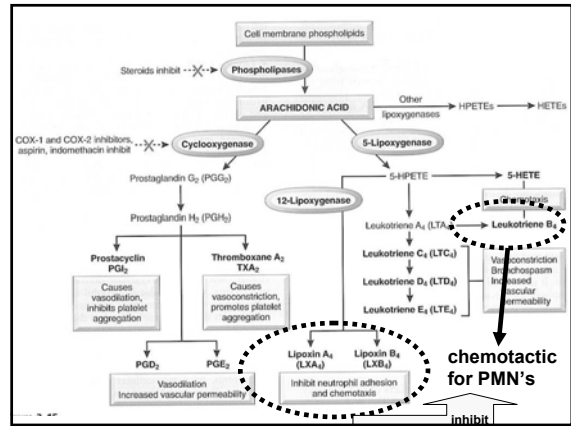 Cell membrane phospholipids
Steroids inhibit
Phospholipases
ARACHIDONIC ACID
Other
lipoxygenases
HPETEs
HETEs
COX-1 and COX-2 inhibitors,
aspirin, indomethacin inhibit
Cyclooxygenase
5-Lipoxygenase
Prostaglandin G₂ (PGG₂)
12-Lipoxygenase
5-HPETE
5-HETE
Chemotaxis
Prostaglandin H₂ (PGH₂)
Leukotriene A₄ (LTA₄
Leukotriene B₄
Prostacyclin
PGI₂
Thromboxane A₂
TXA₂
Leukotriene C₄ (LTC₄)
Leukotriene D₄ (LTD₄)
Leukotriene E₄ (LTE₄)
Vasoconstriction
Bronchospasm
Increased
vascular
permeability
Causes
vasodilation,
inhibits platelet
aggregation
Causes
vasoconstriction,
promotes platelet
aggregation
PGD₂
PGE₂
Vasodilation
Increased vascular permeability
Lipoxin A₄
(LXA₄)
Lipoxin B₄
(LXB₄)
Inhibit neutrophil adhesion
and chemotaxis
chemotactic
for PMN's
inhibit